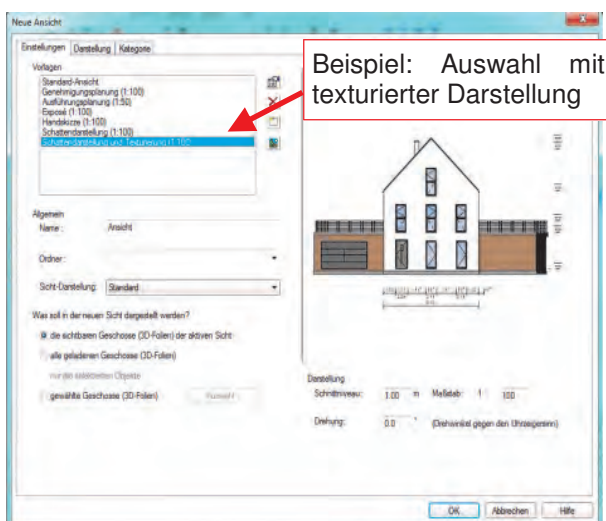 Neue Ansicht
Einstellungen Darstellung Kategorie
Beispiel: Auswahl mit
texturierter Darstellung
Vorlagen
Standard-Ansicht
Genehmigungsplanung (1:100)
Ausführungsplanung (1:50)
Exposé (1:100)
Handskizze (1:100)
Schattendarstellung (1:100)
Schattendarstellung und Texturierung (1:100)
Allgemein
Name : Ansicht
Ordner :
Sicht-Darstellung: Standard
Was soll in der neuen Sicht dargestellt werden?
die sichtbaren Geschosse (3D-Folien) der aktiven Sicht
alle geladenen Geschosse (3D-Folien)
nur die selektierten Objekte
gewählte Geschosse (3D-Folien) Auswahl
Darstellung
Schnittniveau: 1.00 m Maßstab: 1 : 100
Drehung: 0.0 ° (Drehwinkel gegen den Uhrzeigersinn)
OK Abbrechen Hilfe